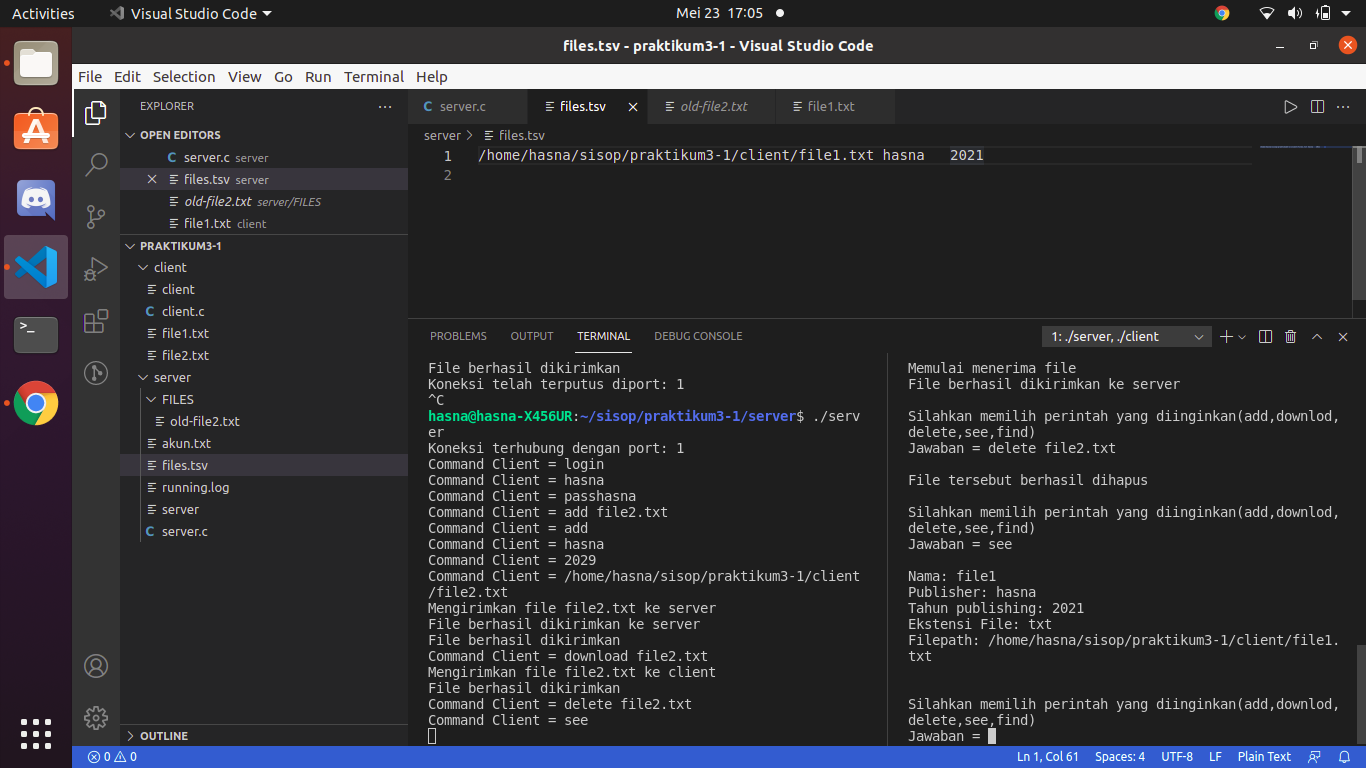 Activities Visual Studio Code Mei 23 17:05
files.tsv - praktikum3-1 - Visual Studio Code
File Edit Selection View Go Run Terminal Help
EXPLORER
OPEN EDITORS
server.c server
files.tsv server
old-file2.txt server/FILES
file1.txt client
PRAKTIKUM3-1
client
client
client.c
file1.txt
file2.txt
server
FILES
old-file2.txt
akun.txt
files.tsv
running.log
server
server.c
OUTLINE
server.c files.tsv old-file2.txt file1.txt
server > files.tsv
1 /home/hasna/sisop/praktikum3-1/client/file1.txt hasna 2021
2
PROBLEMS OUTPUT TERMINAL DEBUG CONSOLE 1: ./server, ./client
File berhasil dikirimkan
Koneksi telah terputus diport: 1
^C
hasna@hasna-X456UR:~/sisop/praktikum3-1/server$ ./serv
er
Koneksi terhubung dengan port: 1
Command Client = login
Command Client = hasna
Command Client = passhasna
Command Client = add file2.txt
Command Client = add
Command Client = hasna
Command Client = 2029
Command Client = /home/hasna/sisop/praktikum3-1/client
/file2.txt
Mengirimkan file file2.txt ke server
File berhasil dikirimkan ke server
File berhasil dikirimkan
Command Client = download file2.txt
Mengirimkan file file2.txt ke client
File berhasil dikirimkan
Command Client = delete file2.txt
Command Client = see
Memulai menerima file
File berhasil dikirimkan ke server
Silahkan memilih perintah yang diinginkan(add,downlod,
delete,see,find)
Jawaban = delete file2.txt
File tersebut berhasil dihapus
Silahkan memilih perintah yang diinginkan(add,downlod,
delete,see,find)
Jawaban = see
Nama: file1
Publisher: hasna
Tahun publishing: 2021
Ekstensi File: txt
Filepath: /home/hasna/sisop/praktikum3-1/client/file1.
txt
Silahkan memilih perintah yang diinginkan(add,downlod,
delete,see,find)
Jawaban =
0 0 Ln 1, Col 61 Spaces: 4 UTF-8 LF Plain Text